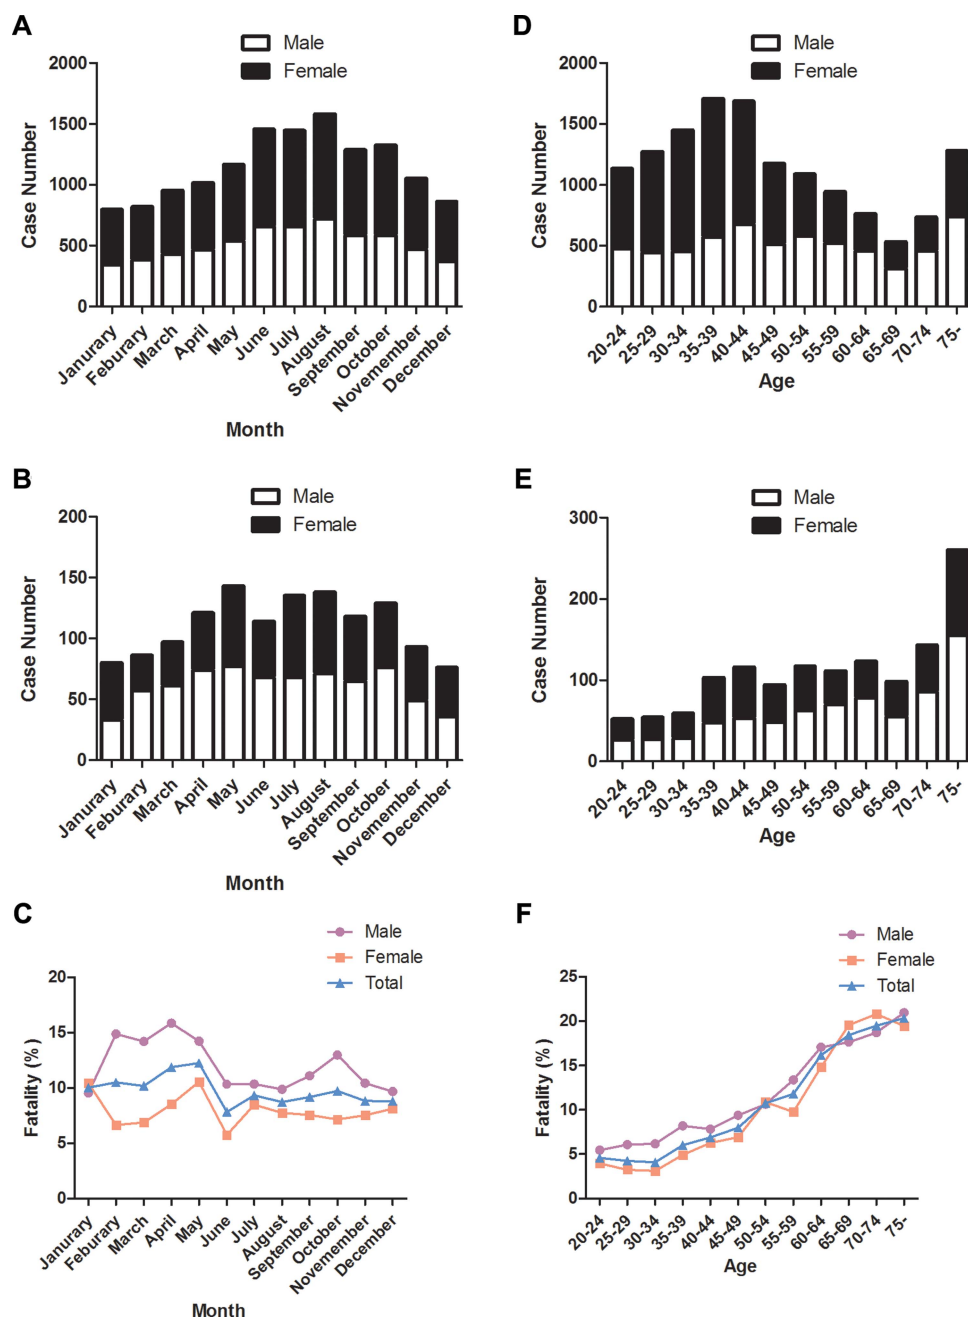 A
Male
Female
2000
1500
1000
500
0
Case Number
Janurary
Feburary
March
April
May
June
July
August
September
October
Novemember
December
Month
D
Male
Female
2000
1500
1000
500
0
Case Number
20-24
25-29
30-34
35-39
40-44
45-49
50-54
55-59
60-64
65-69
70-74
75-
Age
B
Male
Female
200
150
100
50
0
Case Number
Janurary
Feburary
March
April
May
June
July
August
September
October
Novemember
December
Month
E
Male
Female
300
200
100
0
Case Number
20-24
25-29
30-34
35-39
40-44
45-49
50-54
55-59
60-64
65-69
70-74
75-
Age
C
Male
Female
Total
20
15
10
5
0
Fatality (%)
Janurary
Feburary
March
April
May
June
July
August
September
October
Novemember
December
Month
F
Male
Female
Total
25
20
15
10
5
0
Fatality (%)
20-24
25-29
30-34
35-39
40-44
45-49
50-54
55-59
60-64
65-69
70-74
75-
Age